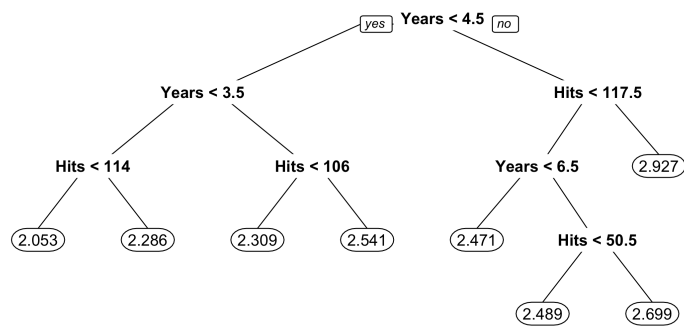 yes Years < 4.5 no
Years < 3.5 Hits < 117.5
Hits < 114 Hits < 106 Years < 6.5 2.927
2.053 2.286 2.309 2.541 2.471 Hits < 50.5
2.489 2.699